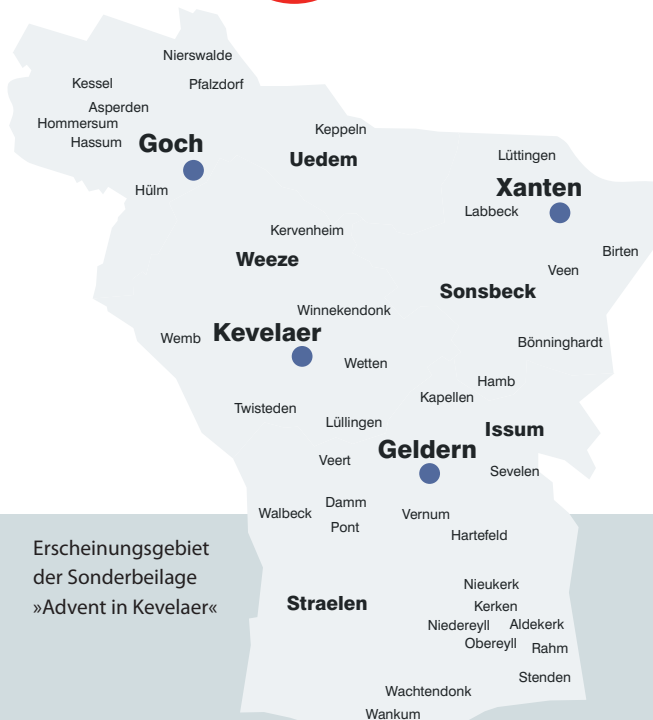 Nierswalde
Kessel
Pfalzdorf
Asperden
Hommersum
Keppeln
Hassum
Goch
Uedem
Lüttingen
Hülm
Xanten
Labbeck
Kervenheim
Birten
Weeze
Veen
Sonsbeck
Winnekendonk
Wemb
Kevelaer
Bönninghardt
Wetten
Hamb
Kapellen
Twisteden
Lüllingen
Issum
Geldern
Veert
Sevelen
Damm
Walbeck
Vernum
Pont
Hartefeld
Erscheinungsgebiet
der Sonderbeilage
»Advent in Kevelaer«
Nieukerk
Straelen
Kerken
Niedereyll
Aldekerk
Obereyll
Rahm
Stenden
Wachtendonk
Wankum